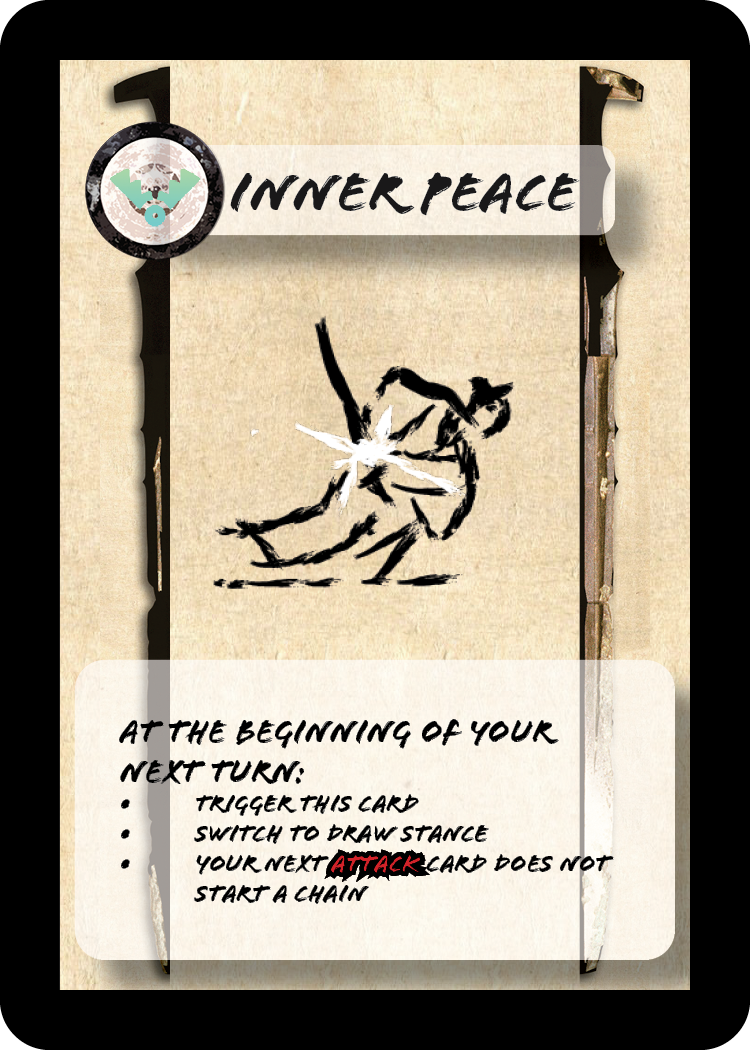 INNER PEACE
AT THE BEGINNING OF YOUR
NEXT TURN:
• TRIGGER THIS CARD
• SWITCH TO DRAW STANCE
• YOUR NEXT ATTACK CARD DOES NOT
START A CHAIN